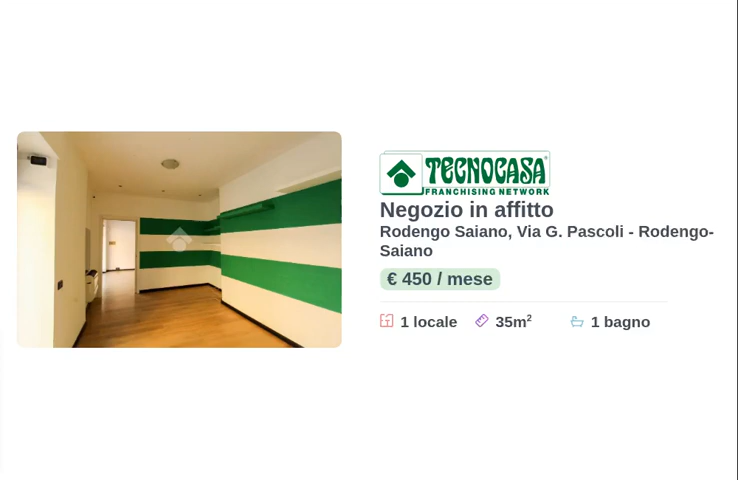 TECNOCASA
FRANCHISING NETWORK
Negozio in affitto
Rodengo Saiano, Via G. Pascoli - Rodengo-
Saiano
€ 450 / mese
1 locale 35m² 1 bagno